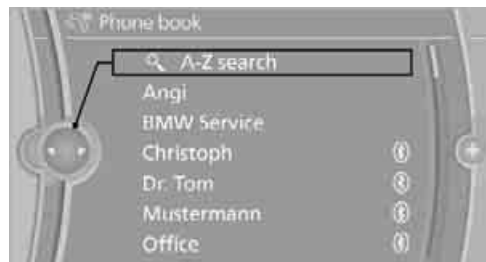 Phone book
A-Z search
Angi
BMW Service
Christoph
Dr. Tom
Mustermann
Office